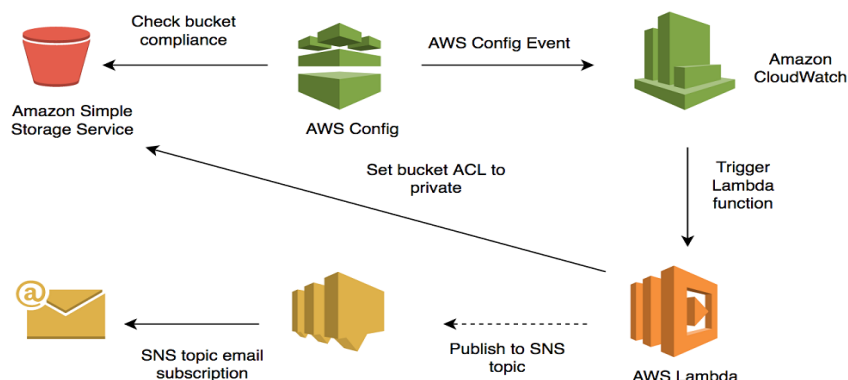 Check bucket
compliance
AWS Config Event
Amazon
CloudWatch
Amazon Simple
Storage Service
AWS Config
Set bucket ACL to
private
Trigger
Lambda
function
@
SNS topic email
subscription
Publish to SNS
topic
AWS Lambda